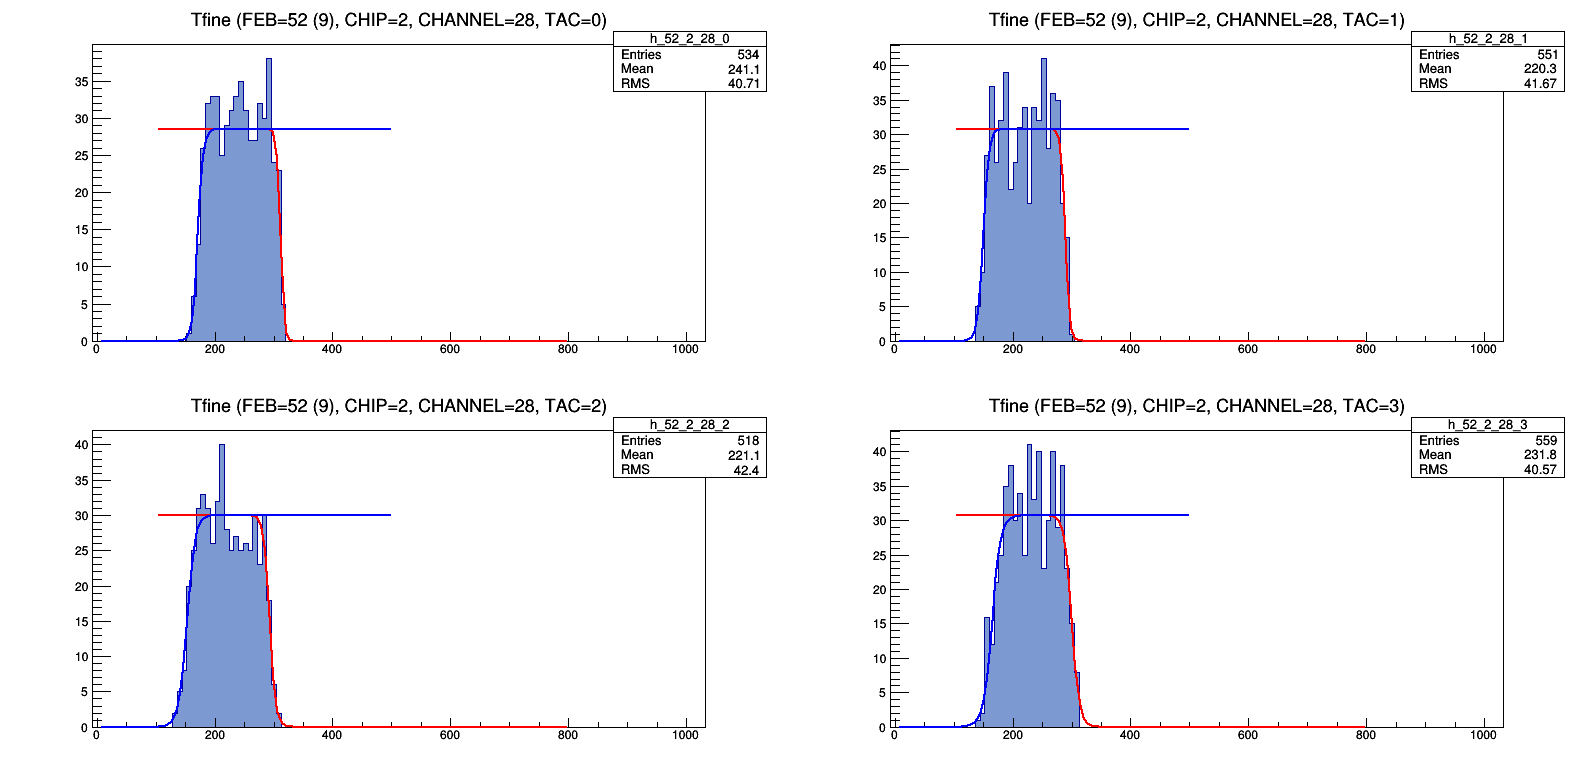 Tfine (FEB=52 (9), CHIP=2, CHANNEL=28, TAC=0)
h_52_2_28_0
Entries 534
Mean 241.1
RMS 40.71
35
30
25
20
15
10
5
0
0 200 400 600 800 1000
Tfine (FEB=52 (9), CHIP=2, CHANNEL=28, TAC=1)
h_52_2_28_1
Entries 551
Mean 220.3
RMS 41.67
40
35
30
25
20
15
10
5
0
0 200 400 600 800 1000
Tfine (FEB=52 (9), CHIP=2, CHANNEL=28, TAC=2)
h_52_2_28_2
Entries 518
Mean 221.1
RMS 42.4
40
35
30
25
20
15
10
5
0
0 200 400 600 800 1000
Tfine (FEB=52 (9), CHIP=2, CHANNEL=28, TAC=3)
h_52_2_28_3
Entries 559
Mean 231.8
RMS 40.57
40
35
30
25
20
15
10
5
0
0 200 400 600 800 1000